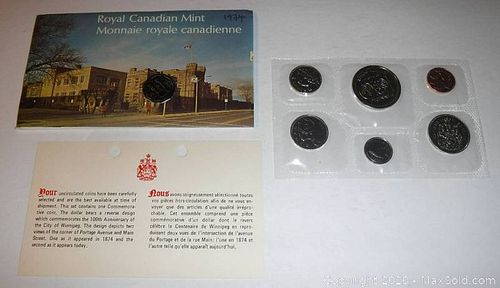 Royal Canadian Mint
1974
Monnaie royale canadienne
Your uncirculated coins have been carefully
selected and are the best available at time of
shipment. This set contains one Commemora-
tive coin. The dollar bears a reverse design
which commemorates the 100th Anniversary of
the City of Winnipeg. The design depicts two
views of the corner of Portage Avenue and Main
Street. One as it appeared in 1874 and the
second as it appears today.
Nous avons soigneusement sélectionné toutes
vos pièces hors-circulation afin de ne vous en-
voyer que des articles d'une qualité irrépro-
chable. Cet ensemble comprend une pièce
commémorative d'un dollar dont le revers
célèbre le Centenaire de Winnipeg en repro-
duisant deux vues de l'intersection de l'avenue
du Portage et de la rue Main: l'une en 1874 et
l'autre telle qu'elle apparaît aujourd'hui.
Copyright 2020 - MaxSold.com